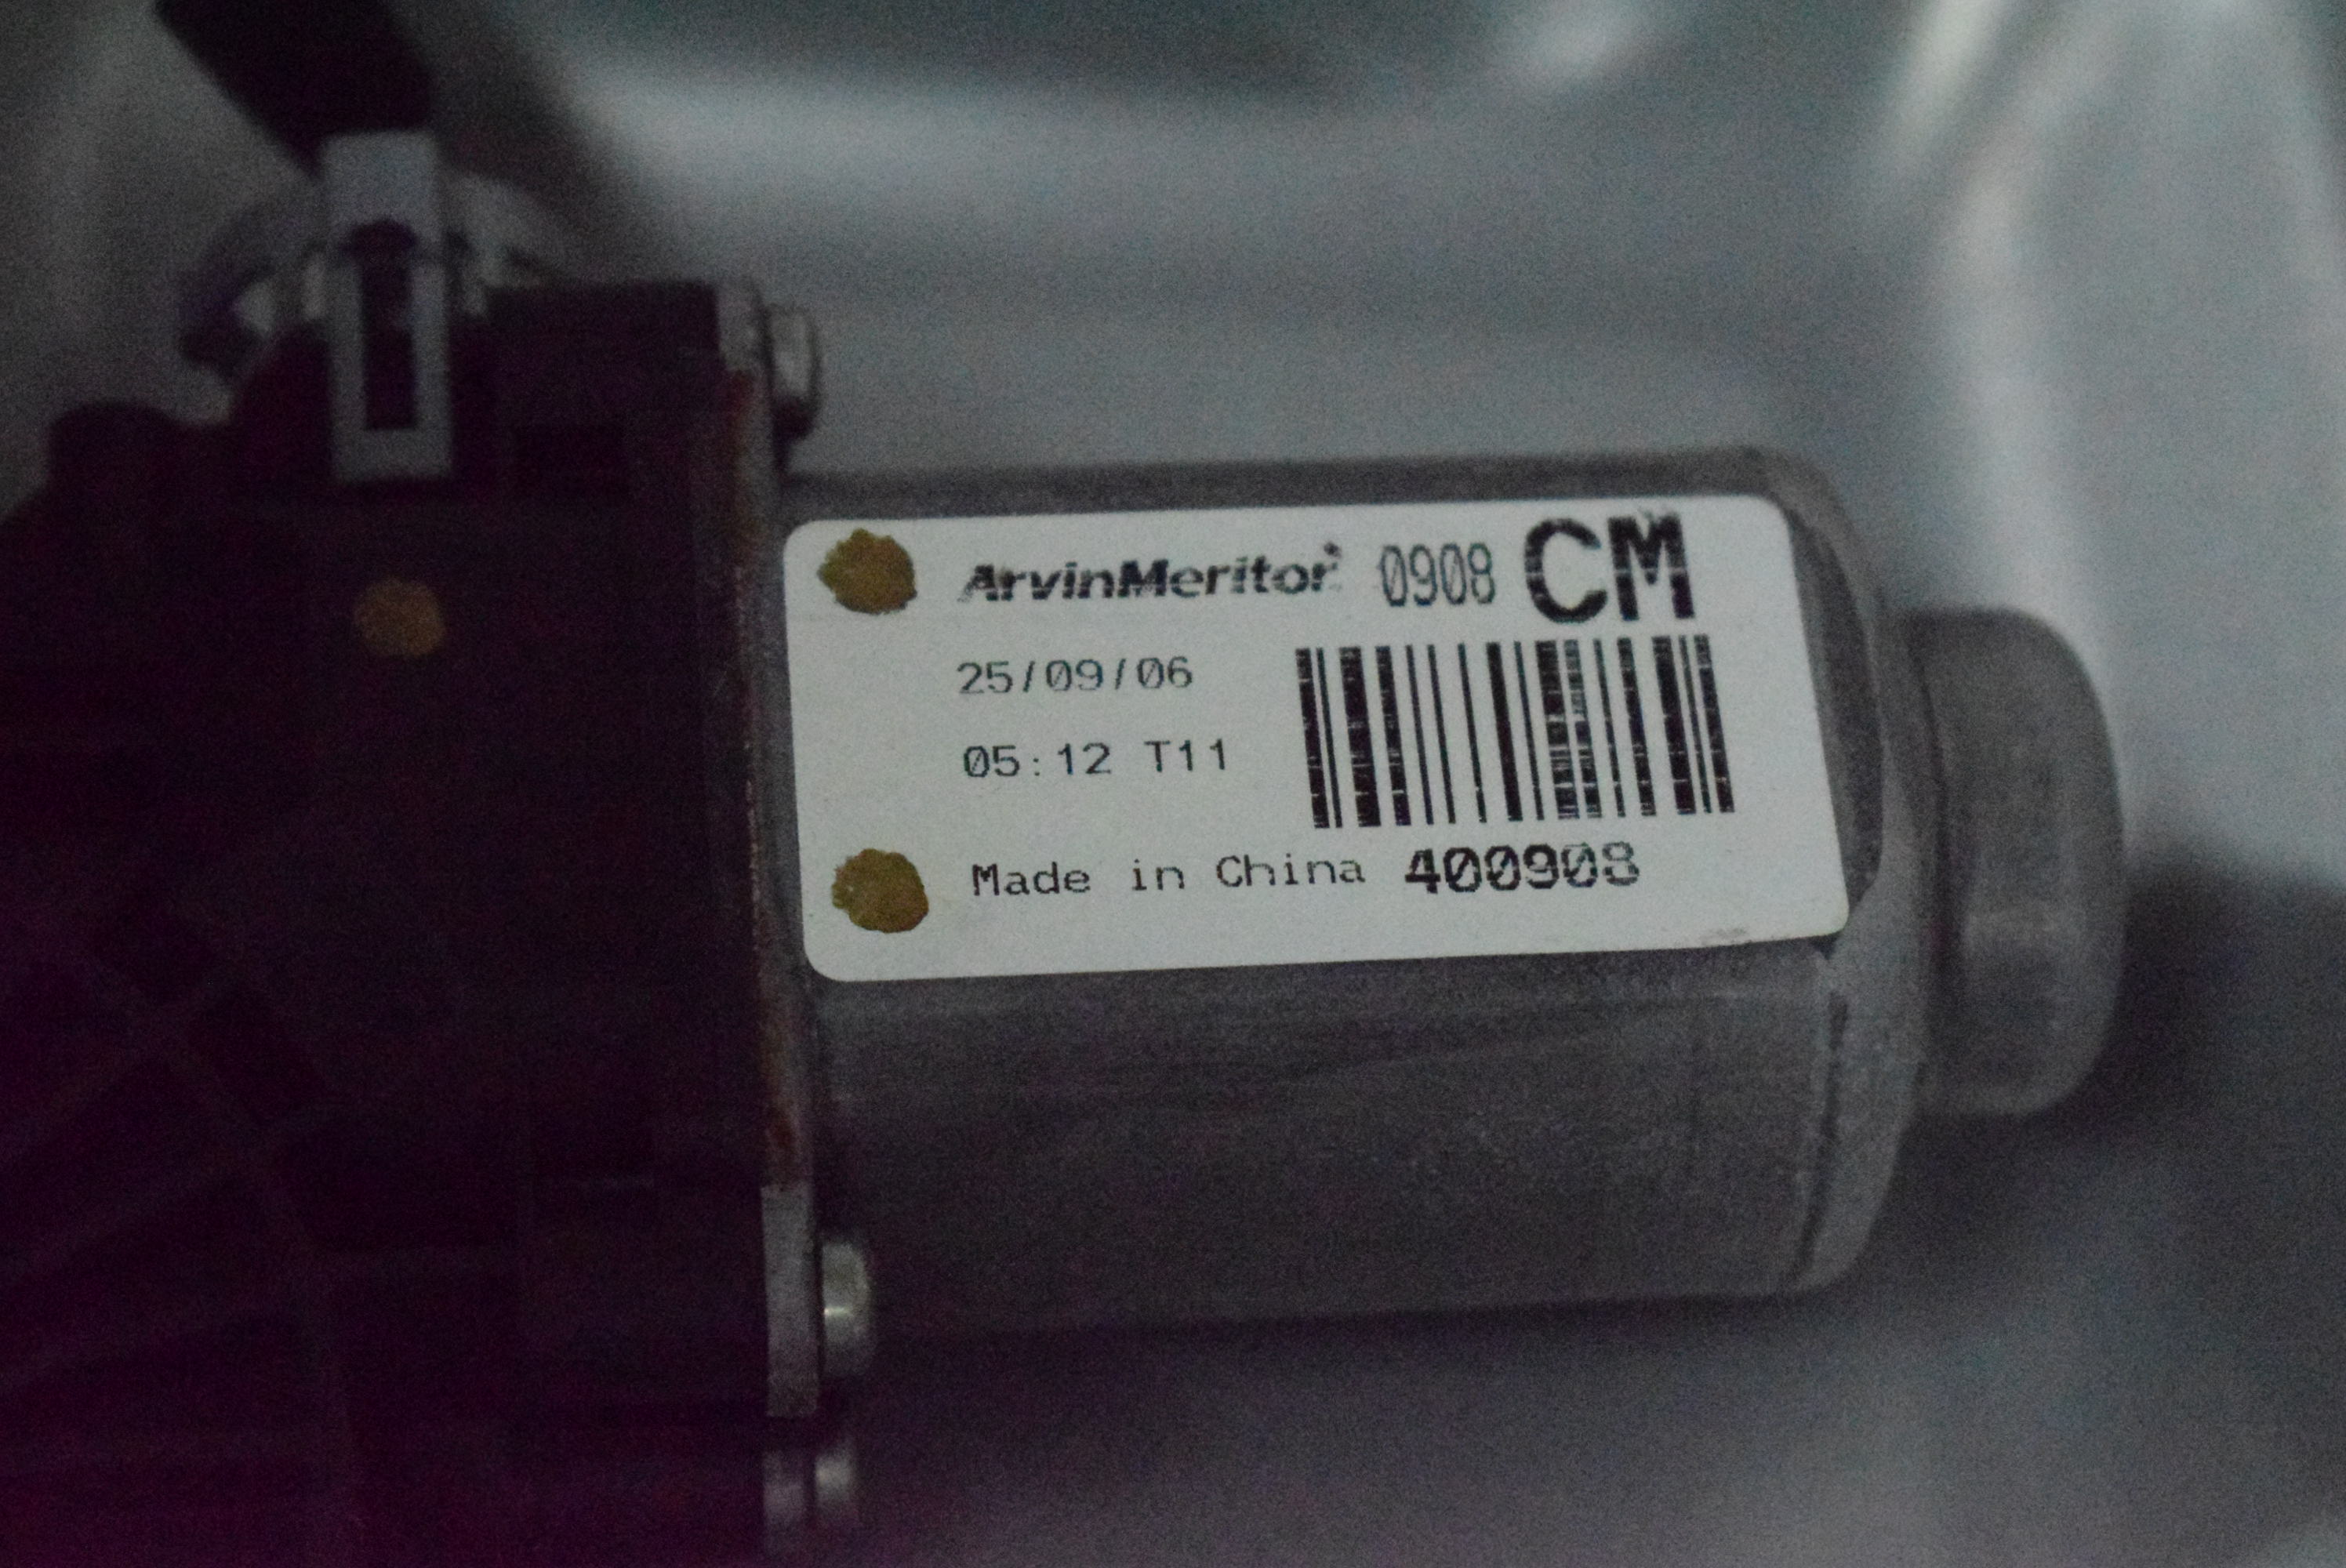 ArvinMeritor 0908 CM
25/09/06
05:12 T11
Made in China 400908